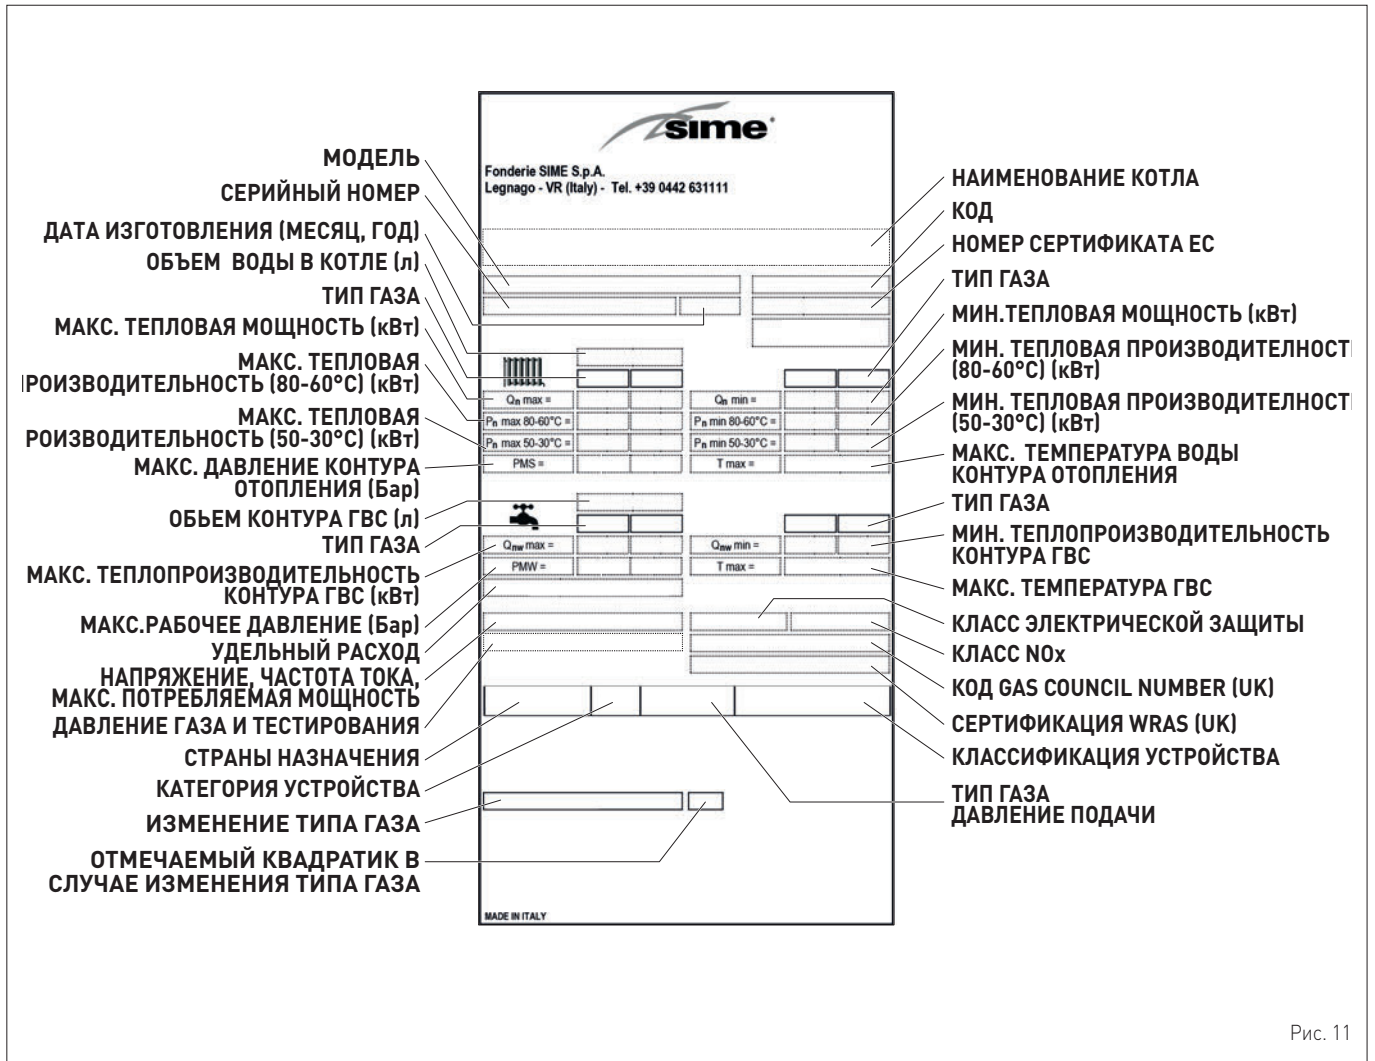 sime
Fonderie SIME S.p.A.
Legnago - VR (Italy) - Tel. +39 0442 631111
МОДЕЛЬ
СЕРИЙНЫЙ НОМЕР
ДАТА ИЗГОТОВЛЕНИЯ (МЕСЯЦ, ГОД)
ОБЪЕМ ВОДЫ В КОТЛЕ (л)
ТИП ГАЗА
МАКС. ТЕПЛОВАЯ МОЩНОСТЬ (кВт)
МАКС. ТЕПЛОВАЯ
РОИЗВОДИТЕЛЬНОСТЬ (80-60°C) (кВт)
МАКС. ТЕПЛОВАЯ
РОИЗВОДИТЕЛЬНОСТЬ (50-30°C) (кВт)
МАКС. ДАВЛЕНИЕ КОНТУРА
ОТОПЛЕНИЯ (Бар)
ОБЬЕМ КОНТУРА ГВС (л)
ТИП ГАЗА
МАКС. ТЕПЛОПРОИЗВОДИТЕЛЬНОСТЬ
КОНТУРА ГВС (кВт)
МАКС.РАБОЧЕЕ ДАВЛЕНИЕ (Бар)
УДЕЛЬНЫЙ РАСХОД
НАПРЯЖЕНИЕ, ЧАСТОТА ТОКА,
МАКС. ПОТРЕБЛЯЕМАЯ МОЩНОСТЬ
ДАВЛЕНИЕ ГАЗА И ТЕСТИРОВАНИЯ
СТРАНЫ НАЗНАЧЕНИЯ
КАТЕГОРИЯ УСТРОЙСТВА
ИЗМЕНЕНИЕ ТИПА ГАЗА
ОТМЕЧАЕМЫЙ КВАДРАТИК В
СЛУЧАЕ ИЗМЕНЕНИЯ ТИПА ГАЗА
Qn max =
Qn min =
Pn max 80-60°C =
Pn min 80-60°C =
Pn max 50-30°C =
Pn min 50-30°C =
PMS =
T max =
Qnw max =
Qnw min =
PMW =
T max =
MADE IN ITALY
НАИМЕНОВАНИЕ КОТЛА
КОД
НОМЕР СЕРТИФИКАТА ЕС
ТИП ГАЗА
МИН.ТЕПЛОВАЯ МОЩНОСТЬ (кВт)
МИН. ТЕПЛОВАЯ ПРОИЗВОДИТЕЛНОСТ
(80-60°C) (кВт)
МИН. ТЕПЛОВАЯ ПРОИЗВОДИТЕЛНОСТ
(50-30°C) (кВт)
МАКС. ТЕМПЕРАТУРА ВОДЫ
КОНТУРА ОТОПЛЕНИЯ
ТИП ГАЗА
МИН. ТЕПЛОПРОИЗВОДИТЕЛЬНОСТЬ
КОНТУРА ГВС
МАКС. ТЕМПЕРАТУРА ГВС
КЛАСС ЭЛЕКТРИЧЕСКОЙ ЗАЩИТЫ
КЛАСС NOx
КОД GAS COUNCIL NUMBER (UK)
СЕРТИФИКАЦИЯ WRAS (UK)
КЛАССИФИКАЦИЯ УСТРОЙСТВА
ТИП ГАЗА
ДАВЛЕНИЕ ПОДАЧИ
Рис. 11